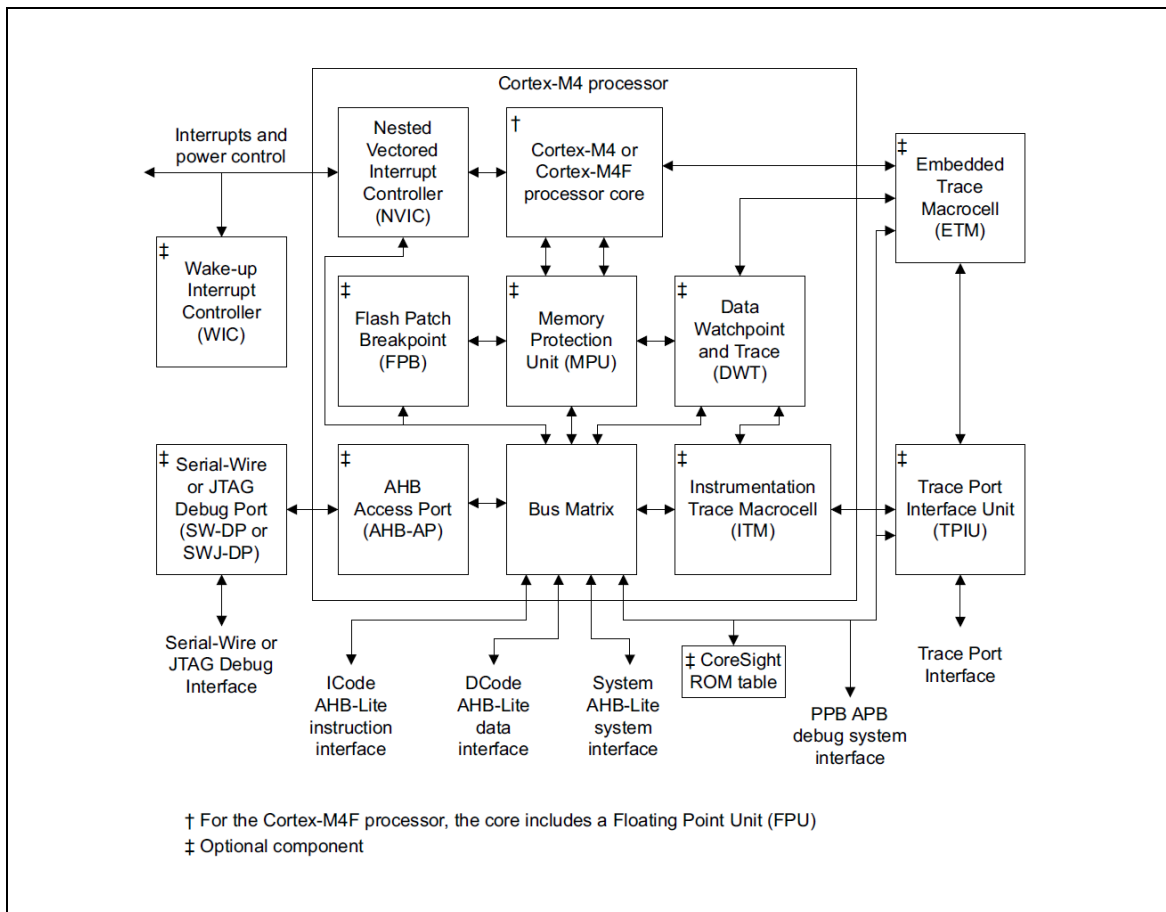 Cortex-M4 processor
Interrupts and
power control
Nested
Vectored
Interrupt
Controller
(NVIC)
†
Cortex-M4 or
Cortex-M4F
processor core
‡
Embedded
Trace
Macrocell
(ETM)
‡
Wake-up
Interrupt
Controller
(WIC)
‡
Flash Patch
Breakpoint
(FPB)
‡
Memory
Protection
Unit (MPU)
‡
Data
Watchpoint
and Trace
(DWT)
‡
Serial-Wire
or JTAG
Debug Port
(SW-DP or
SWJ-DP)
‡
AHB
Access Port
(AHB-AP)
Bus Matrix
‡
Instrumentation
Trace Macrocell
(ITM)
‡
Trace Port
Interface Unit
(TPIU)
Serial-Wire or
JTAG Debug
Interface
ICode
AHB-Lite
instruction
interface
DCode
AHB-Lite
data
interface
System
AHB-Lite
system
interface
‡ CoreSight
ROM table
PPB APB
debug system
interface
Trace Port
Interface
† For the Cortex-M4F processor, the core includes a Floating Point Unit (FPU)
‡ Optional component